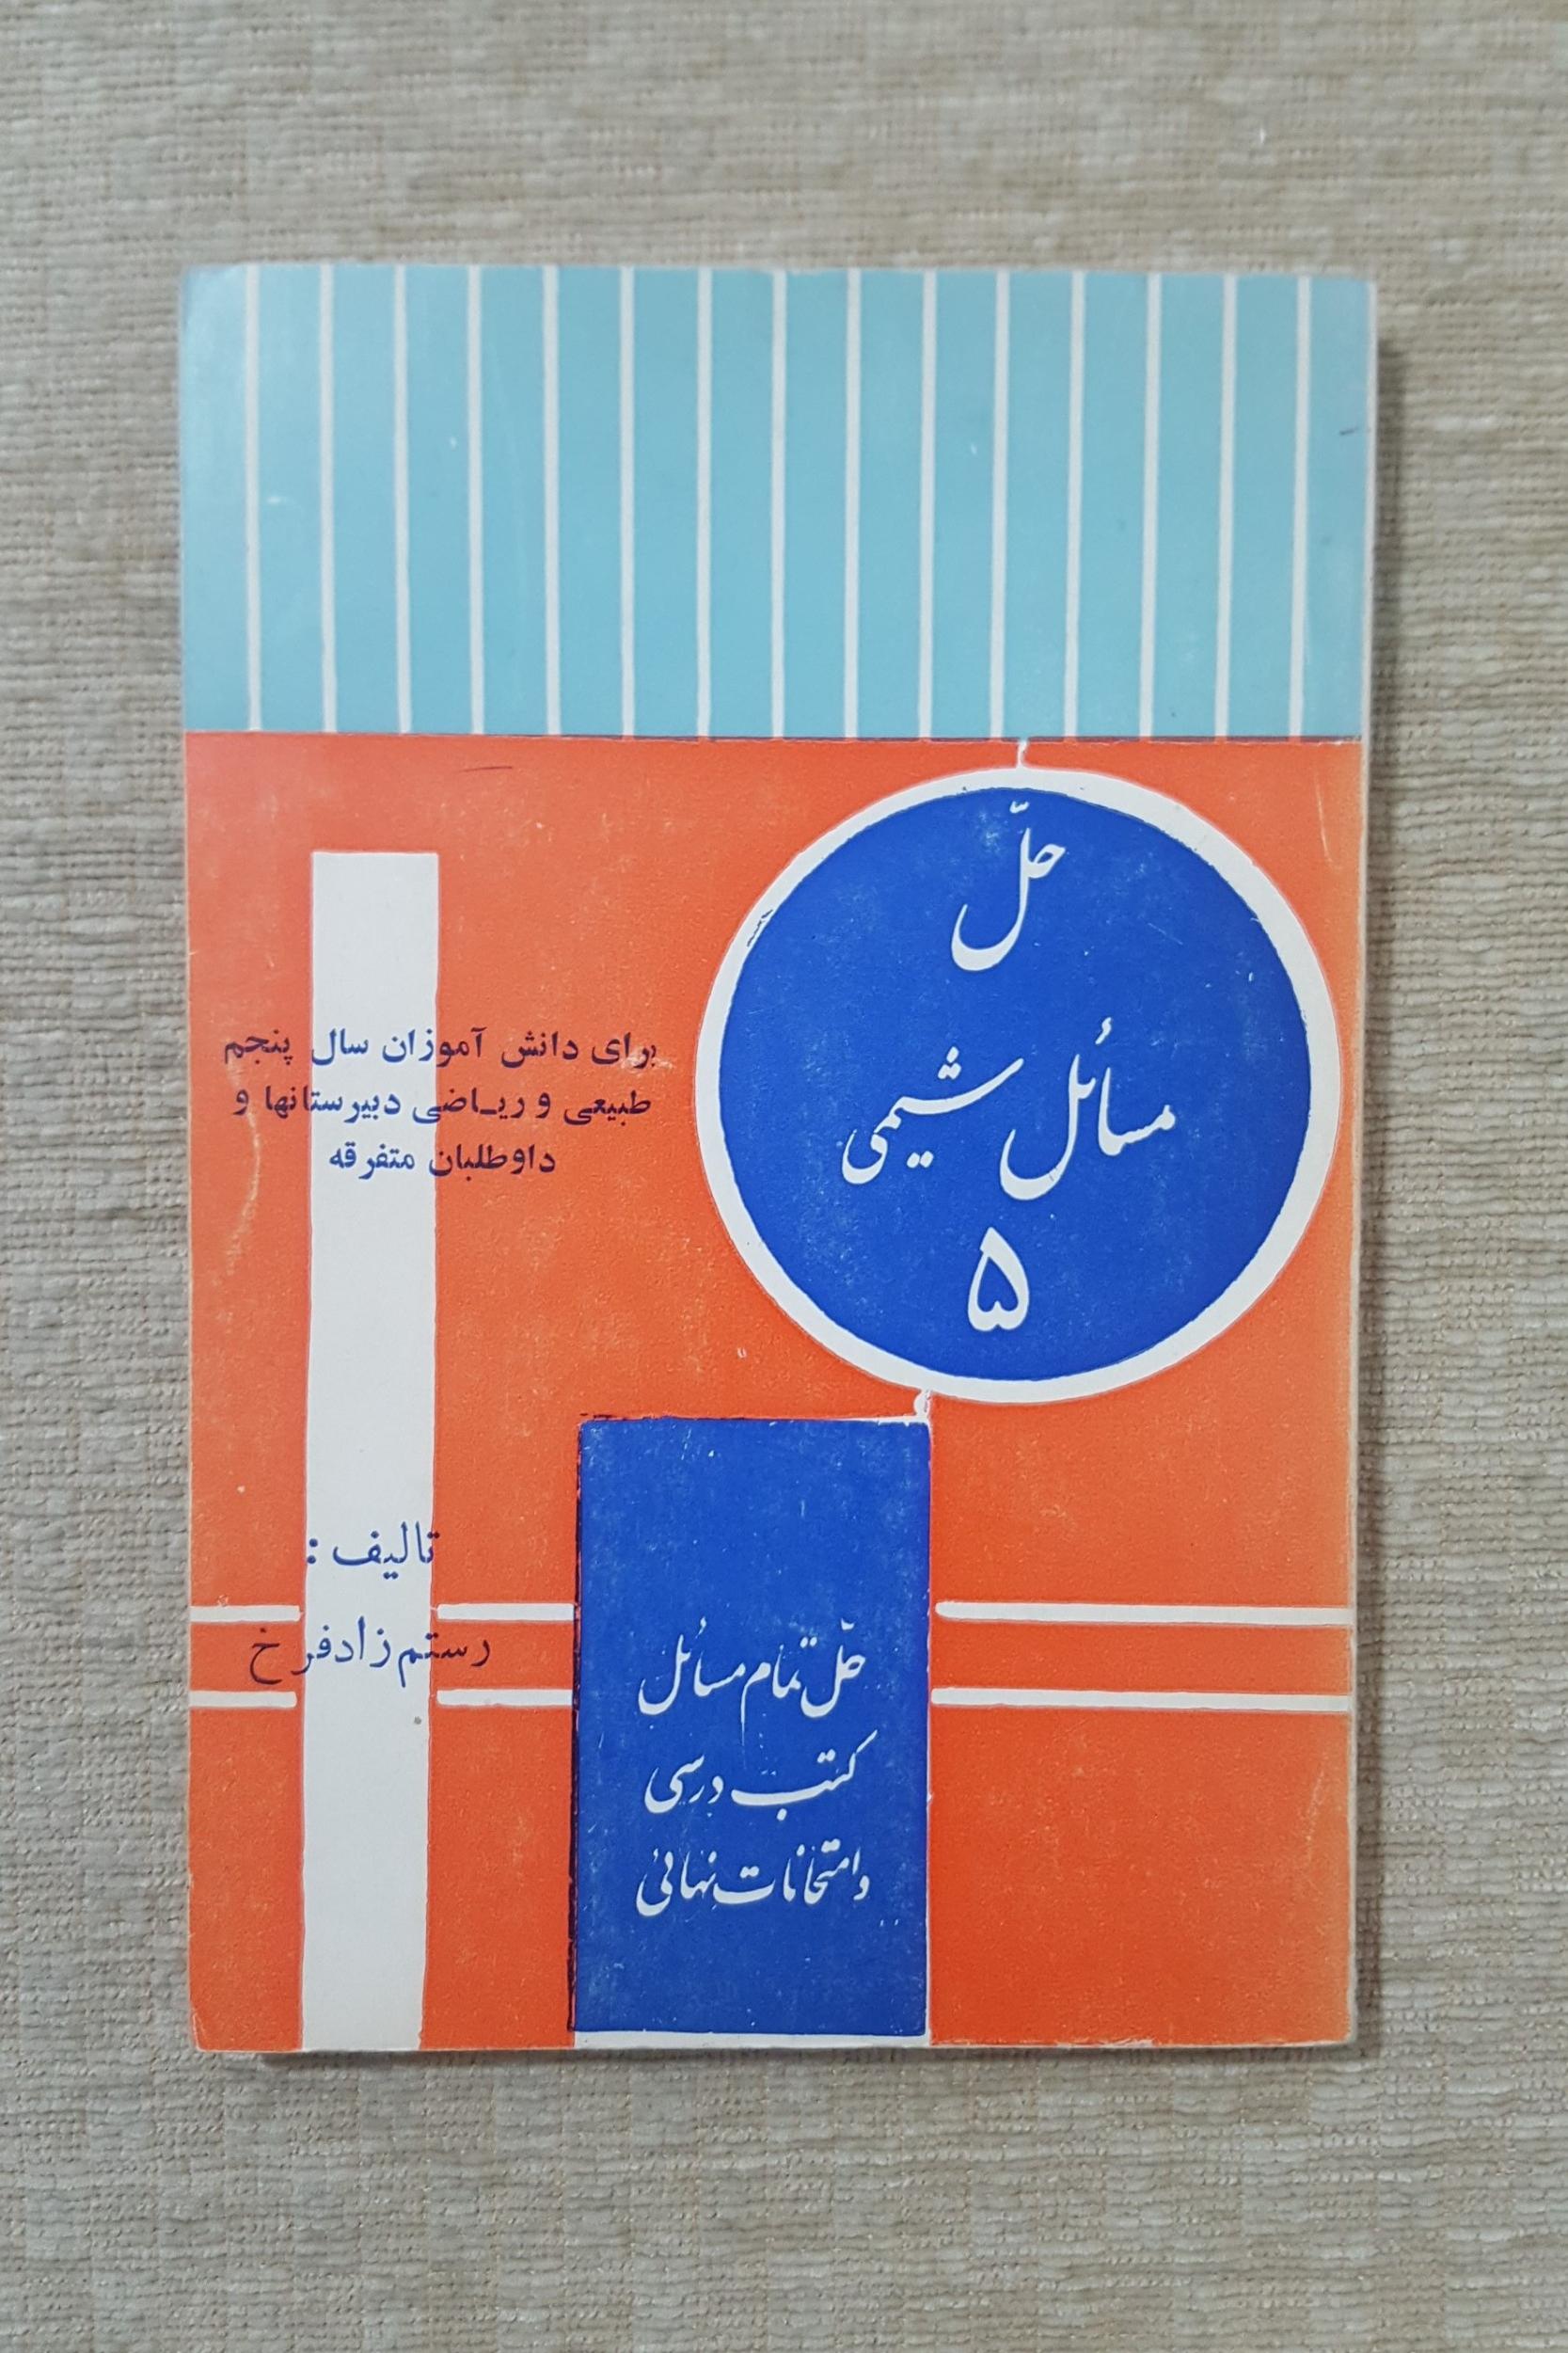 حلّ
مسائل شیمی
۵
برای دانش آموزان سال پنجم
طبیعی و ریاضی دبیرستانها و
داوطلبان متفرقه
تالیف :
رستم زادفرخ
حلّ تمام مسائل
کتب درسی
و امتحانات نهائی